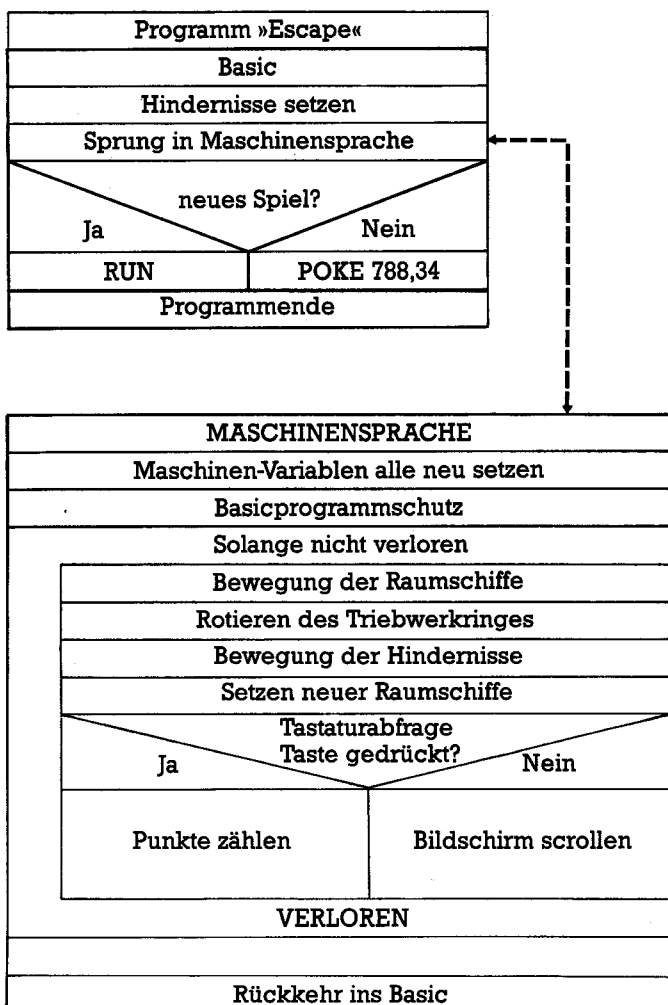 Programm »Escape«
Basic
Hindernisse setzen
Sprung in Maschinensprache
neues Spiel?
Ja
Nein
RUN
POKE 788,34
Programmende
MASCHINENSPRACHE
Maschinen-Variablen alle neu setzen
Basicprogrammschutz
Solange nicht verloren
Bewegung der Raumschiffe
Rotieren des Triebwerkringes
Bewegung der Hindernisse
Setzen neuer Raumschiffe
Tastaturabfrage
Taste gedrückt?
Ja
Nein
Punkte zählen
Bildschirm scrollen
VERLOREN
Rückkehr ins Basic